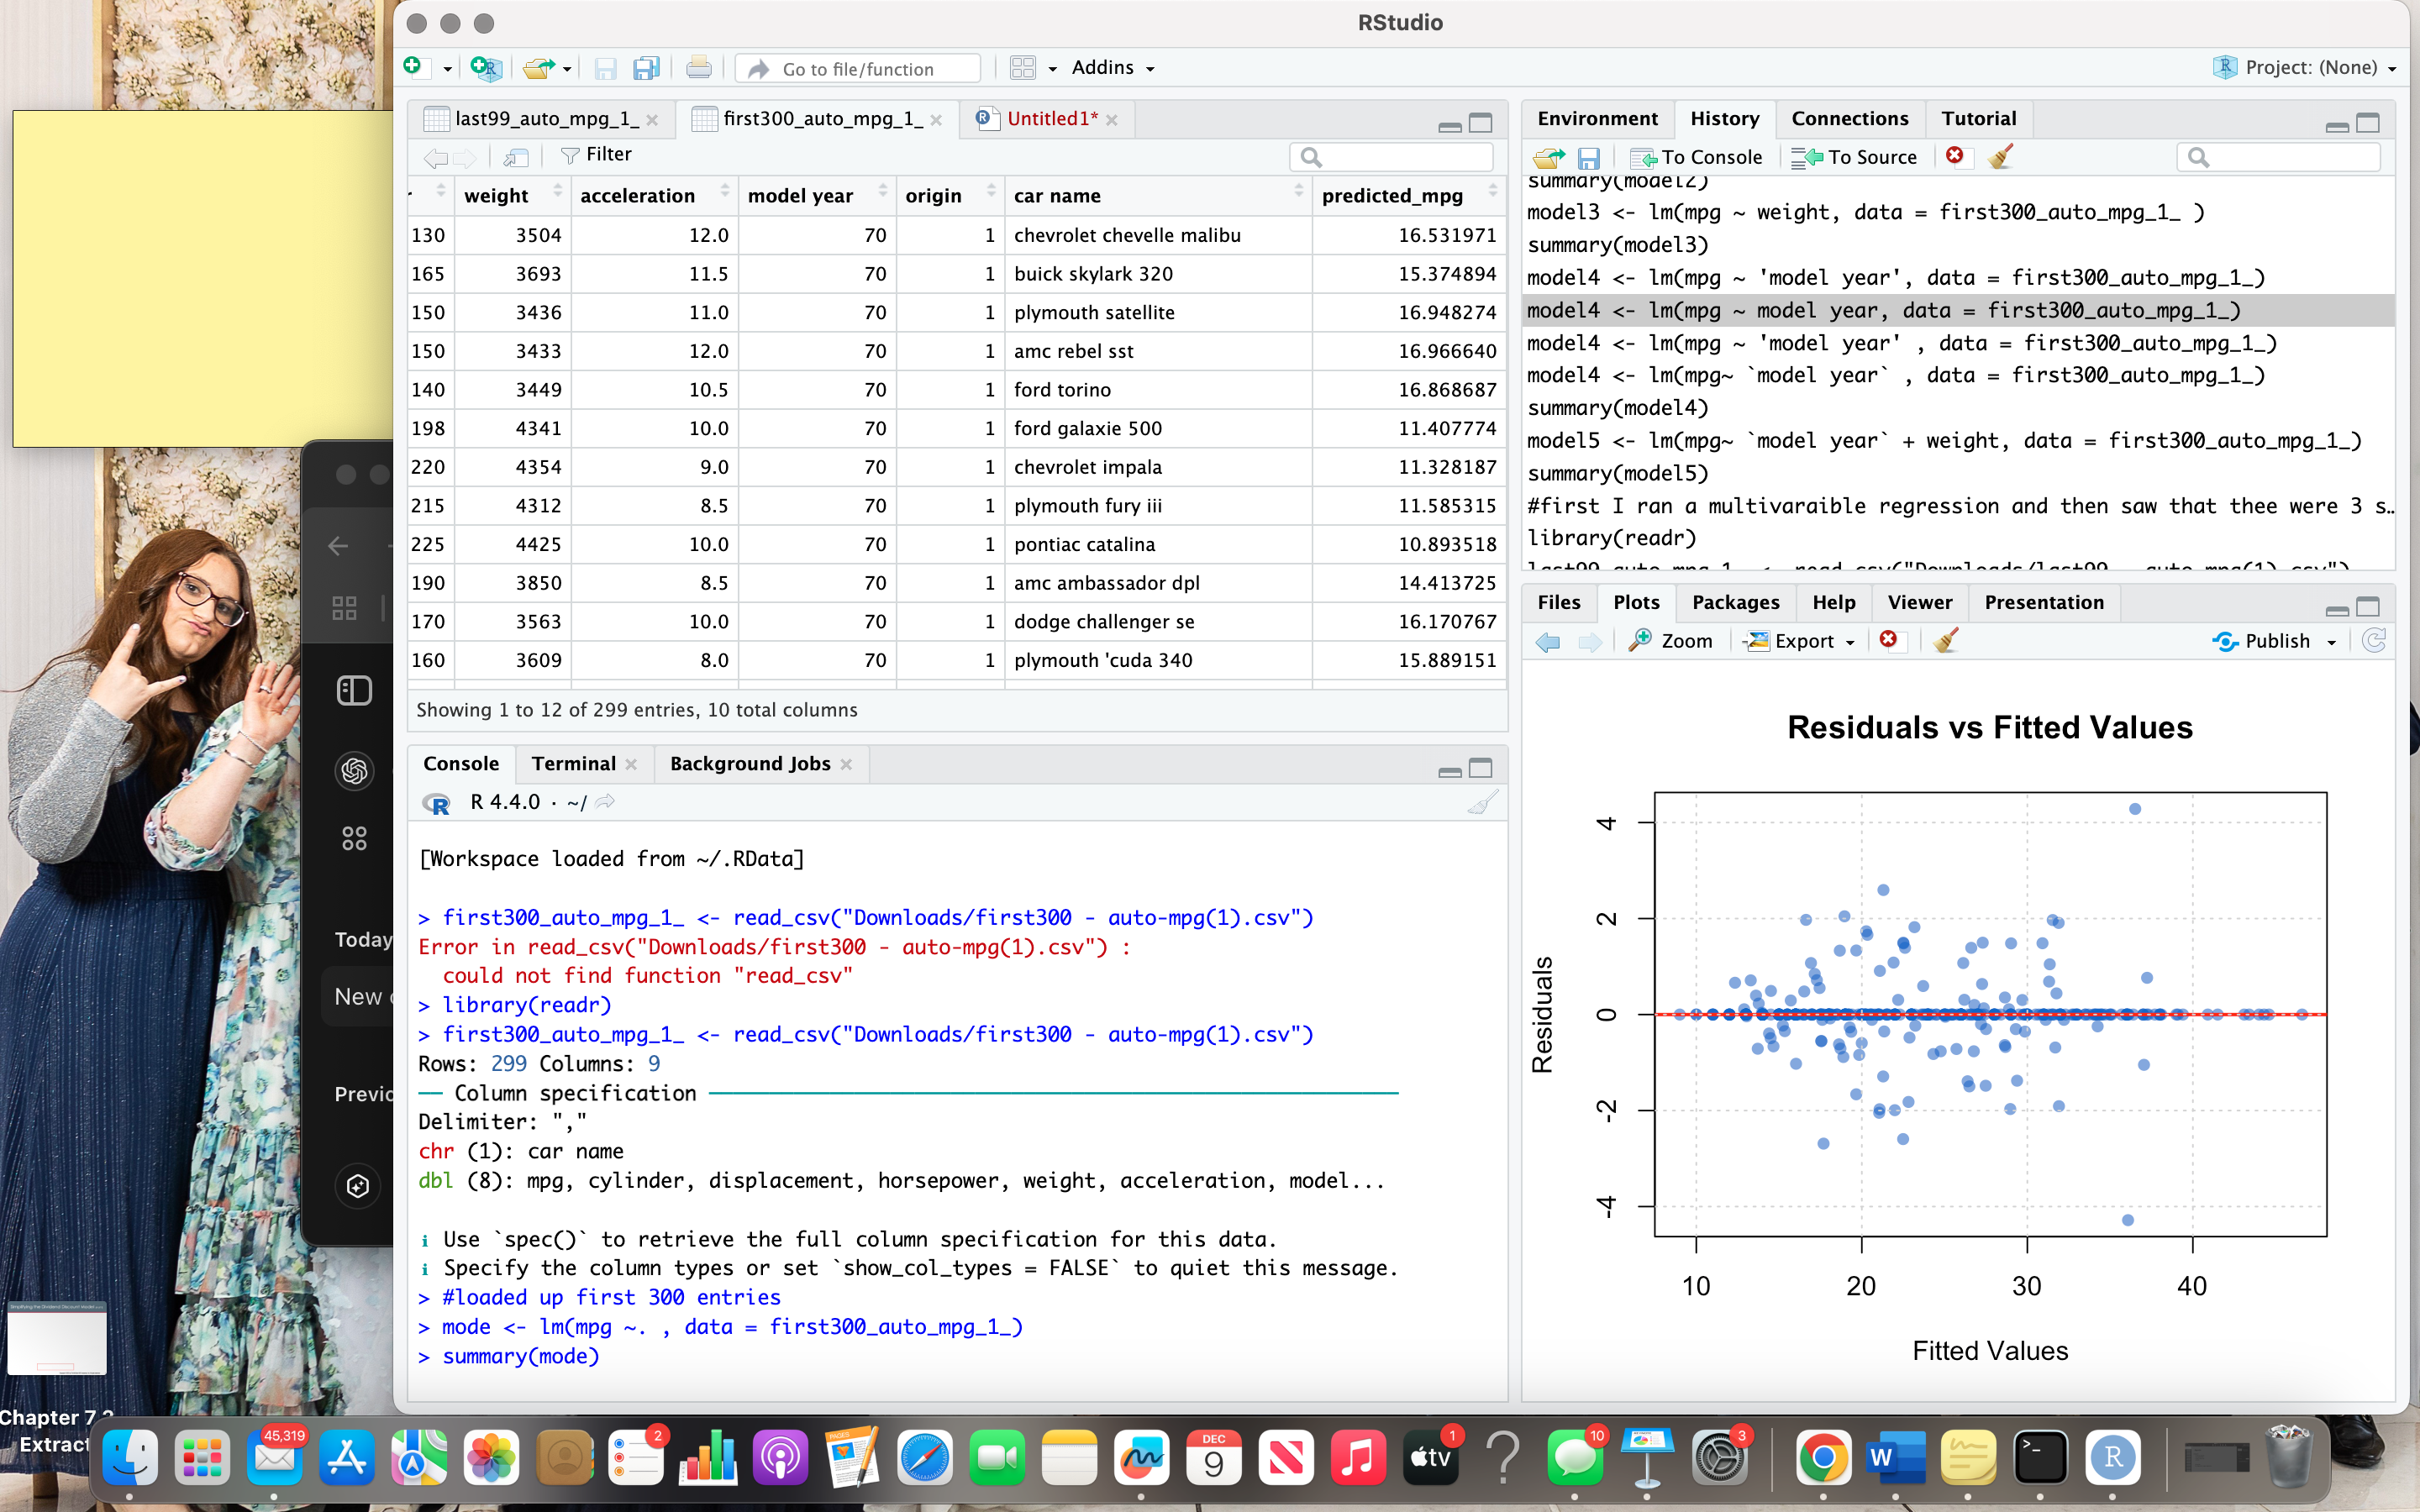 RStudio
Go to file/function
Addins
Project: (None)
last99_auto_mpg_1_
first300_auto_mpg_1_
Untitled1*
Filter
r weight acceleration model year origin car name predicted_mpg
130 3504 12.0 70 1 chevrolet chevelle malibu 16.531971
165 3693 11.5 70 1 buick skylark 320 15.374894
150 3436 11.0 70 1 plymouth satellite 16.948274
150 3433 12.0 70 1 amc rebel sst 16.966640
140 3449 10.5 70 1 ford torino 16.868687
198 4341 10.0 70 1 ford galaxie 500 11.407774
220 4354 9.0 70 1 chevrolet impala 11.328187
215 4312 8.5 70 1 plymouth fury iii 11.585315
225 4425 10.0 70 1 pontiac catalina 10.893518
190 3850 8.5 70 1 amc ambassador dpl 14.413725
170 3563 10.0 70 1 dodge challenger se 16.170767
160 3609 8.0 70 1 plymouth 'cuda 340 15.889151
Showing 1 to 12 of 299 entries, 10 total columns
Console Terminal Background Jobs
R 4.4.0 · ~/
[Workspace loaded from ~/.RData]
> first300_auto_mpg_1_ <- read_csv("Downloads/first300 - auto-mpg(1).csv")
Error in read_csv("Downloads/first300 - auto-mpg(1).csv") :
could not find function "read_csv"
> library(readr)
> first300_auto_mpg_1_ <- read_csv("Downloads/first300 - auto-mpg(1).csv")
Rows: 299 Columns: 9
── Column specification ──
Delimiter: ","
chr (1): car name
dbl (8): mpg, cylinder, displacement, horsepower, weight, acceleration, model...
ℹ Use `spec()` to retrieve the full column specification for this data.
ℹ Specify the column types or set `show_col_types = FALSE` to quiet this message.
> #loaded up first 300 entries
> mode <- lm(mpg ~. , data = first300_auto_mpg_1_)
> summary(mode)
Environment History Connections Tutorial
To Console To Source
summary(model2)
model3 <- lm(mpg ~ weight, data = first300_auto_mpg_1_ )
summary(model3)
model4 <- lm(mpg ~ 'model year', data = first300_auto_mpg_1_)
model4 <- lm(mpg ~ model year, data = first300_auto_mpg_1_)
model4 <- lm(mpg ~ 'model year' , data = first300_auto_mpg_1_)
model4 <- lm(mpg~ `model year` , data = first300_auto_mpg_1_)
summary(model4)
model5 <- lm(mpg~ `model year` + weight, data = first300_auto_mpg_1_)
summary(model5)
#first I ran a multivaraible regression and then saw that thee were 3 s…
library(readr)
last99_auto_mpg_1_ <- read_csv("Downloads/last99 - auto-mpg(1).csv")
Files Plots Packages Help Viewer Presentation
Zoom Export Publish
Residuals vs Fitted Values
Residuals
4
2
0
-2
-4
10 20 30 40
Fitted Values
Today
New
Previo
Chapter 7.2
Extract
45,319
2
DEC
9
PAGES
tv
1
10
3
W
R